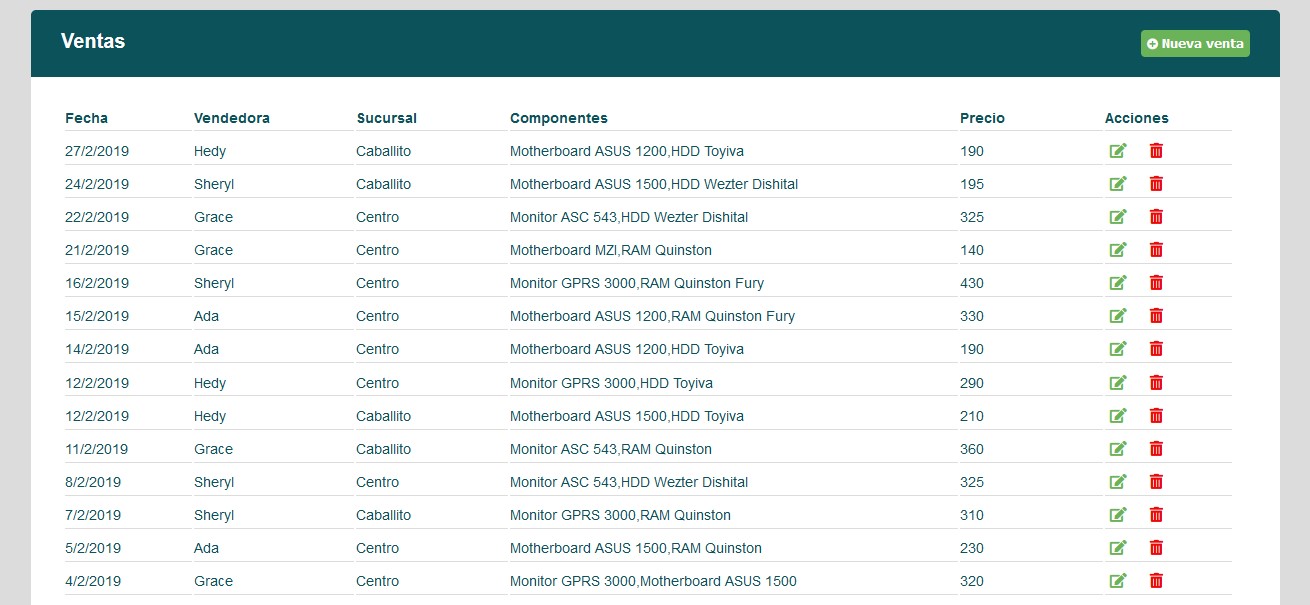 Ventas
Nueva venta
Fecha Vendedora Sucursal Componentes Precio Acciones
27/2/2019 Hedy Caballito Motherboard ASUS 1200,HDD Toyiva 190
24/2/2019 Sheryl Caballito Motherboard ASUS 1500,HDD Wezter Dishital 195
22/2/2019 Grace Centro Monitor ASC 543,HDD Wezter Dishital 325
21/2/2019 Grace Centro Motherboard MZI,RAM Quinston 140
16/2/2019 Sheryl Centro Monitor GPRS 3000,RAM Quinston Fury 430
15/2/2019 Ada Centro Motherboard ASUS 1200,RAM Quinston Fury 330
14/2/2019 Ada Centro Motherboard ASUS 1200,HDD Toyiva 190
12/2/2019 Hedy Centro Monitor GPRS 3000,HDD Toyiva 290
12/2/2019 Hedy Caballito Motherboard ASUS 1500,HDD Toyiva 210
11/2/2019 Grace Caballito Monitor ASC 543,RAM Quinston 360
8/2/2019 Sheryl Centro Monitor ASC 543,HDD Wezter Dishital 325
7/2/2019 Sheryl Caballito Monitor GPRS 3000,RAM Quinston 310
5/2/2019 Ada Centro Motherboard ASUS 1500,RAM Quinston 230
4/2/2019 Grace Centro Monitor GPRS 3000,Motherboard ASUS 1500 320